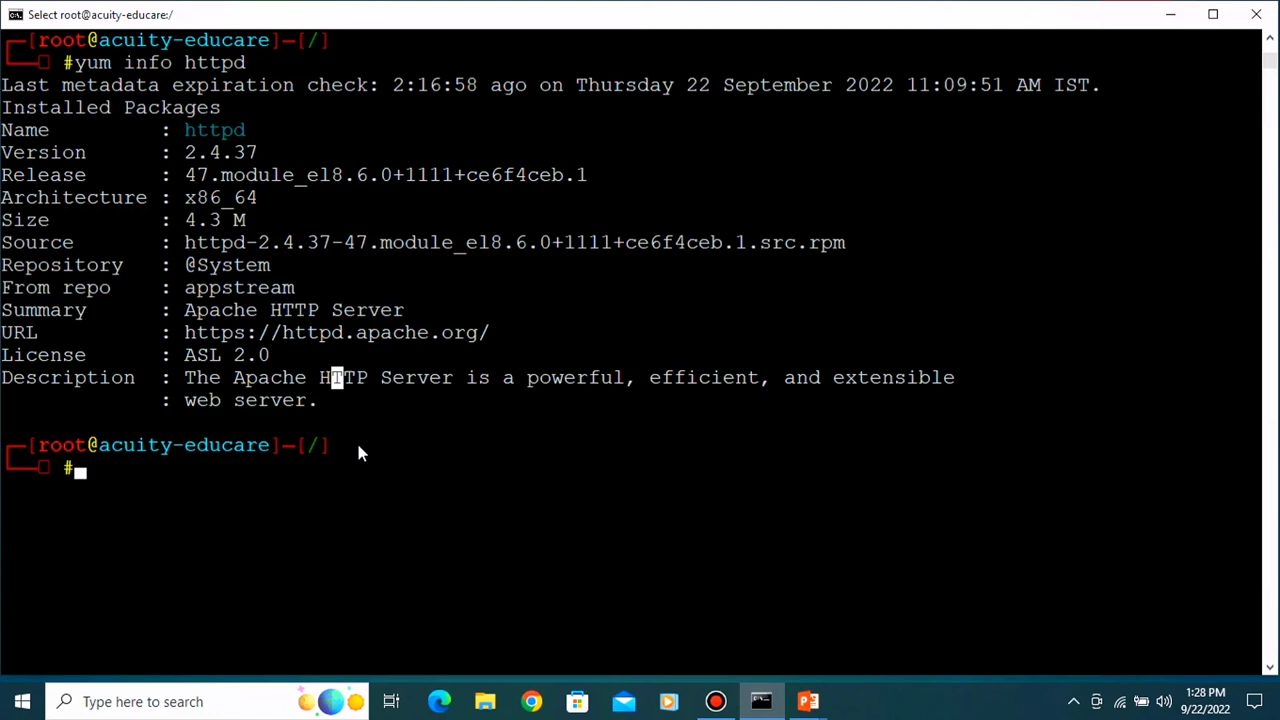 Select root@acuity-educare:/
[root@acuity-educare]—[/]
#yum info httpd
Last metadata expiration check: 2:16:58 ago on Thursday 22 September 2022 11:09:51 AM IST.
Installed Packages
Name : httpd
Version : 2.4.37
Release : 47.module_el8.6.0+1111+ce6f4ceb.1
Architecture : x86_64
Size : 4.3 M
Source : httpd-2.4.37-47.module_el8.6.0+1111+ce6f4ceb.1.src.rpm
Repository : @System
From repo : appstream
Summary : Apache HTTP Server
URL : https://httpd.apache.org/
License : ASL 2.0
Description : The Apache HTTP Server is a powerful, efficient, and extensible
: web server.
[root@acuity-educare]—[/]
#
Type here to search
1:28 PM
9/22/2022